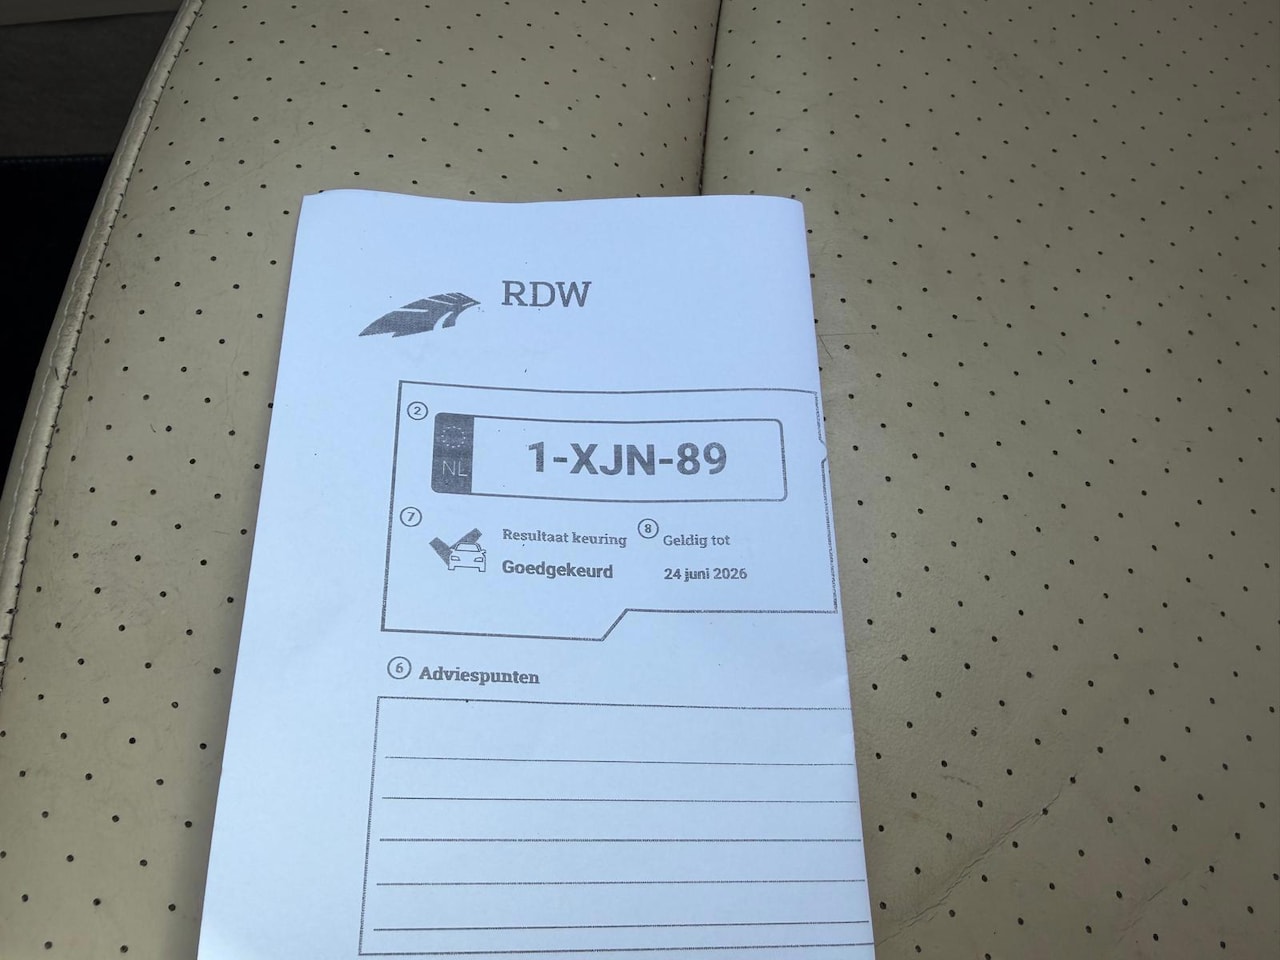 RDW
2
NL
1-XJN-89
7
Resultaat keuring
Goedgekeurd
8
Geldig tot
24 juni 2026
6 Adviespunten